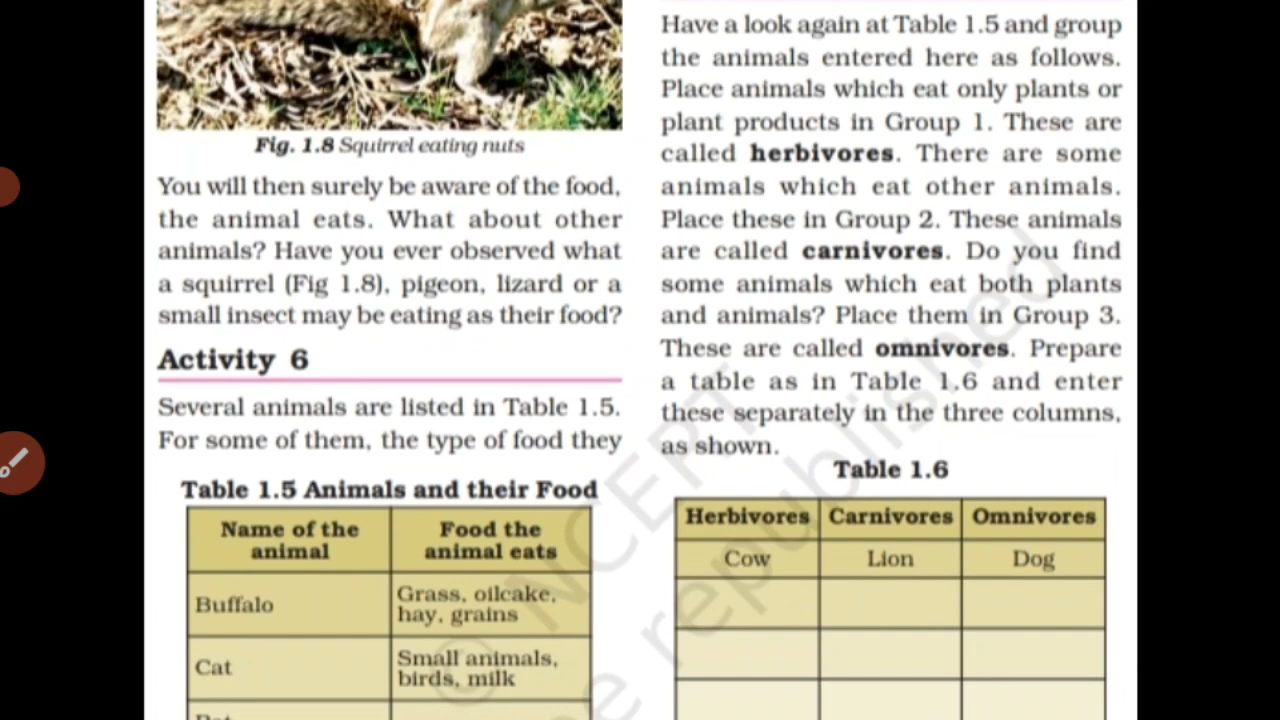 Fig. 1.8 Squirrel eating nuts
You will then surely be aware of the food,
the animal eats. What about other
animals? Have you ever observed what
a squirrel (Fig 1.8), pigeon, lizard or a
small insect may be eating as their food?
Activity 6
Several animals are listed in Table 1.5.
For some of them, the type of food they
Table 1.5 Animals and their Food
Name of the
animal
Food the
animal eats
Buffalo
Grass, oilcake,
hay, grains
Cat
Small animals,
birds, milk
Have a look again at Table 1.5 and group
the animals entered here as follows.
Place animals which eat only plants or
plant products in Group 1. These are
called herbivores. There are some
animals which eat other animals.
Place these in Group 2. These animals
are called carnivores. Do you find
some animals which eat both plants
and animals? Place them in Group 3.
These are called omnivores. Prepare
a table as in Table 1.6 and enter
these separately in the three columns,
as shown.
Table 1.6
Herbivores Carnivores Omnivores
Cow Lion Dog
© NCERT
be republished